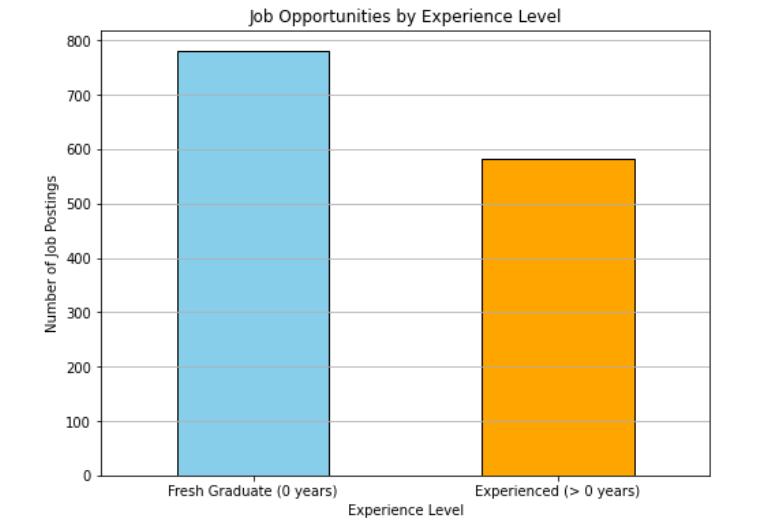 Job Opportunities by Experience Level
800
700
600
500
400
300
200
100
0
Number of Job Postings
Fresh Graduate (0 years)
Experienced (> 0 years)
Experience Level